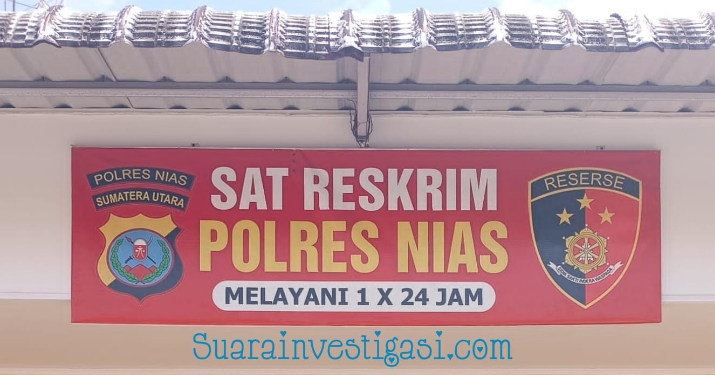 POLRES NIAS
SUMATERA UTARA
SAT RESKRIM
POLRES NIAS
MELAYANI 1 X 24 JAM
RESERSE
Suarainvestigasi.com